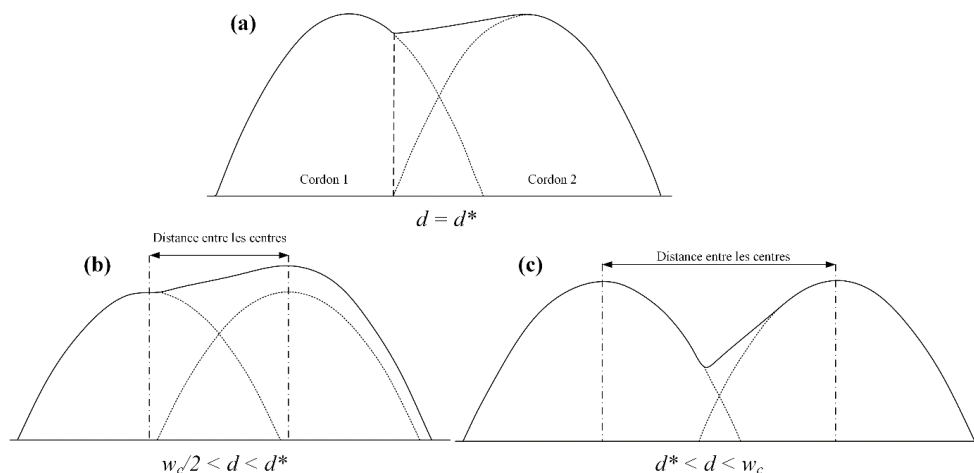 (a)
Cordon 1
Cordon 2
d = d*
(b)
Distance entre les centres
w_c/2 < d < d*
(c)
Distance entre les centres
d* < d < w_c